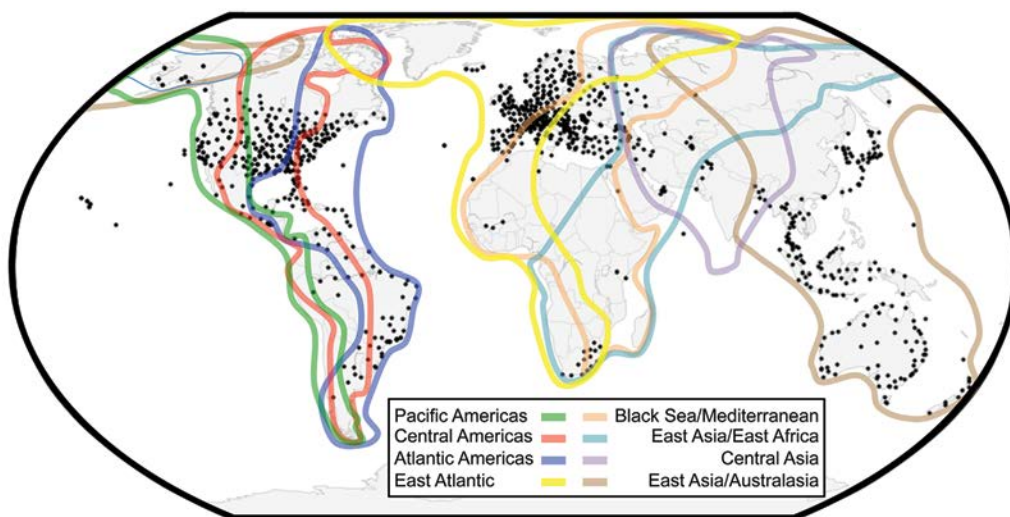 Pacific Americas Black Sea/Mediterranean
Central Americas East Asia/East Africa
Atlantic Americas Central Asia
East Atlantic East Asia/Australasia